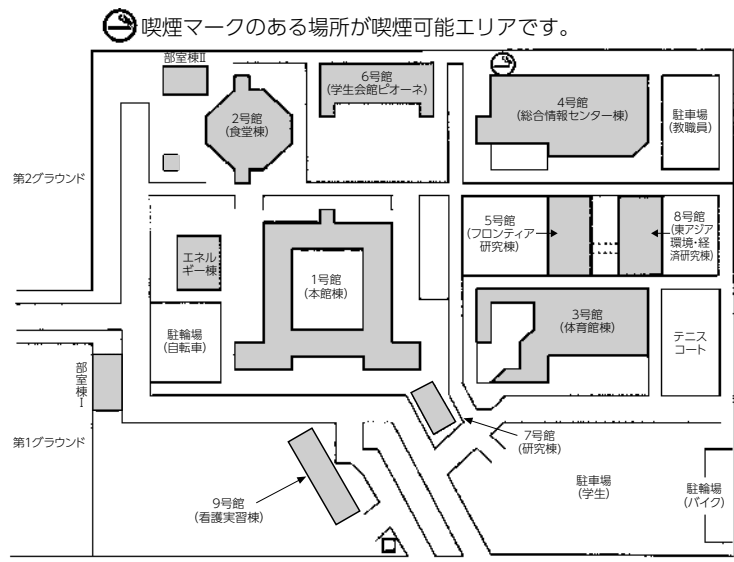 喫煙マークのある場所が喫煙可能エリアです。
部室棟Ⅱ
6号館
(学生会館ピオーネ)
2号館
(食堂棟)
4号館
(総合情報センター棟)
駐車場
(教職員)
第2グラウンド
5号館
(フロンティア
研究棟)
8号館
(東アジア
環境・経
済研究棟)
エネル
ギー棟
1号館
(本館棟)
3号館
(体育館棟)
駐輪場
(自転車)
テニス
コート
部室棟Ⅰ
第1グラウンド
7号館
(研究棟)
9号館
(看護実習棟)
駐車場
(学生)
駐輪場
(バイク)